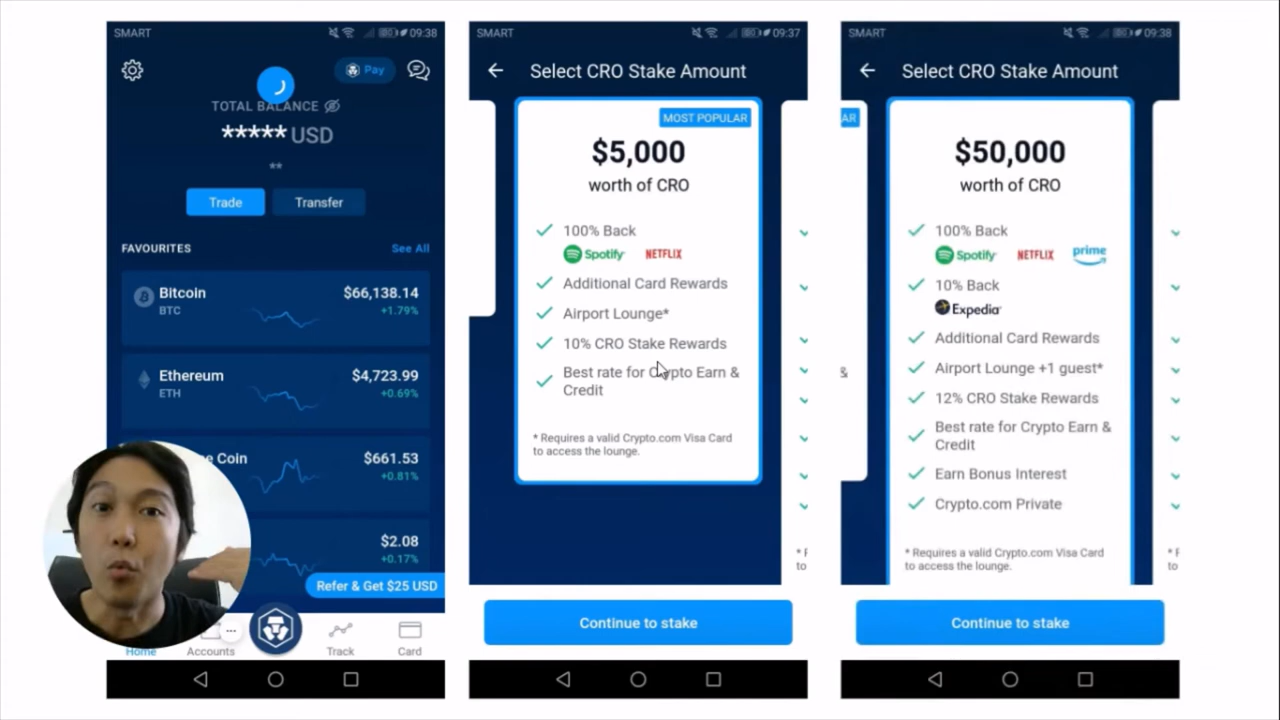 SMART
09:38
Pay
TOTAL BALANCE
***** USD
**
Trade
Transfer
FAVOURITES
See All
Bitcoin
$66,138.14
BTC
+1.79%
Ethereum
$4,723.99
ETH
+0.69%
e Coin
$661.53
+0.81%
$2.08
+0.17%
Refer & Get $25 USD
Home
Accounts
Track
Card
SMART
09:37
Select CRO Stake Amount
MOST POPULAR
$5,000
worth of CRO
100% Back
Spotify
NETFLIX
Additional Card Rewards
Airport Lounge*
10% CRO Stake Rewards
Best rate for Crypto Earn &
Credit
* Requires a valid Crypto.com Visa Card
to access the lounge.
* F
to
Continue to stake
SMART
09:38
Select CRO Stake Amount
AR
$50,000
worth of CRO
100% Back
Spotify
NETFLIX
prime
10% Back
Expedia
Additional Card Rewards
Airport Lounge +1 guest*
&
12% CRO Stake Rewards
Best rate for Crypto Earn &
Credit
Earn Bonus Interest
Crypto.com Private
* Requires a valid Crypto.com Visa Card
to access the lounge.
* F
to
Continue to stake